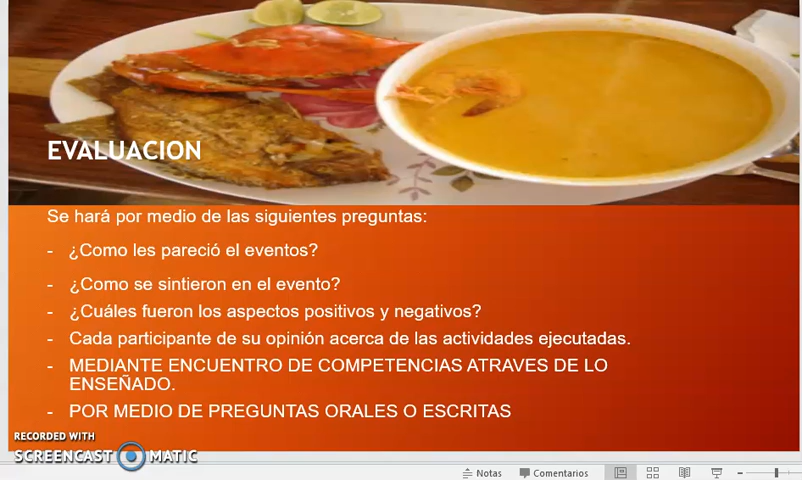 EVALUACION
Se hará por medio de las siguientes preguntas:
- ¿Como les pareció el eventos?
- ¿Como se sintieron en el evento?
- ¿Cuáles fueron los aspectos positivos y negativos?
- Cada participante de su opinión acerca de las actividades ejecutadas.
- MEDIANTE ENCUENTRO DE COMPETENCIAS ATRAVES DE LO
ENSEÑADO.
- POR MEDIO DE PREGUNTAS ORALES O ESCRITAS
RECORDED WITH
SCREENCAST MATIC
Notas Comentarios